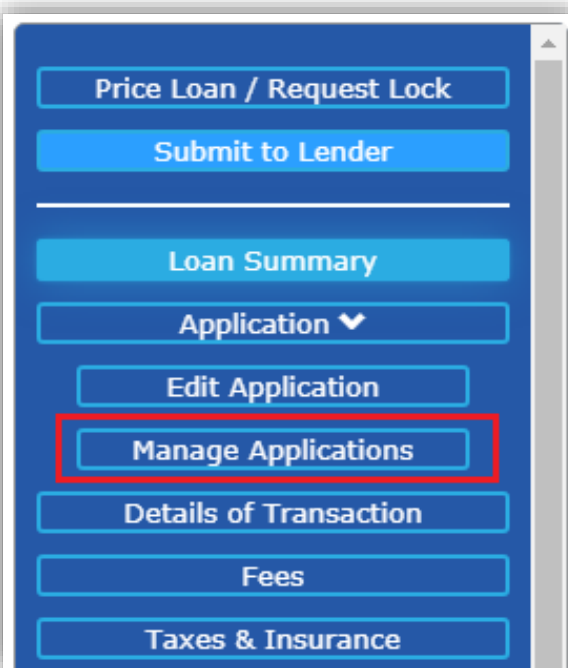 Price Loan / Request Lock
Submit to Lender
Loan Summary
Application
Edit Application
Manage Applications
Details of Transaction
Fees
Taxes & Insurance